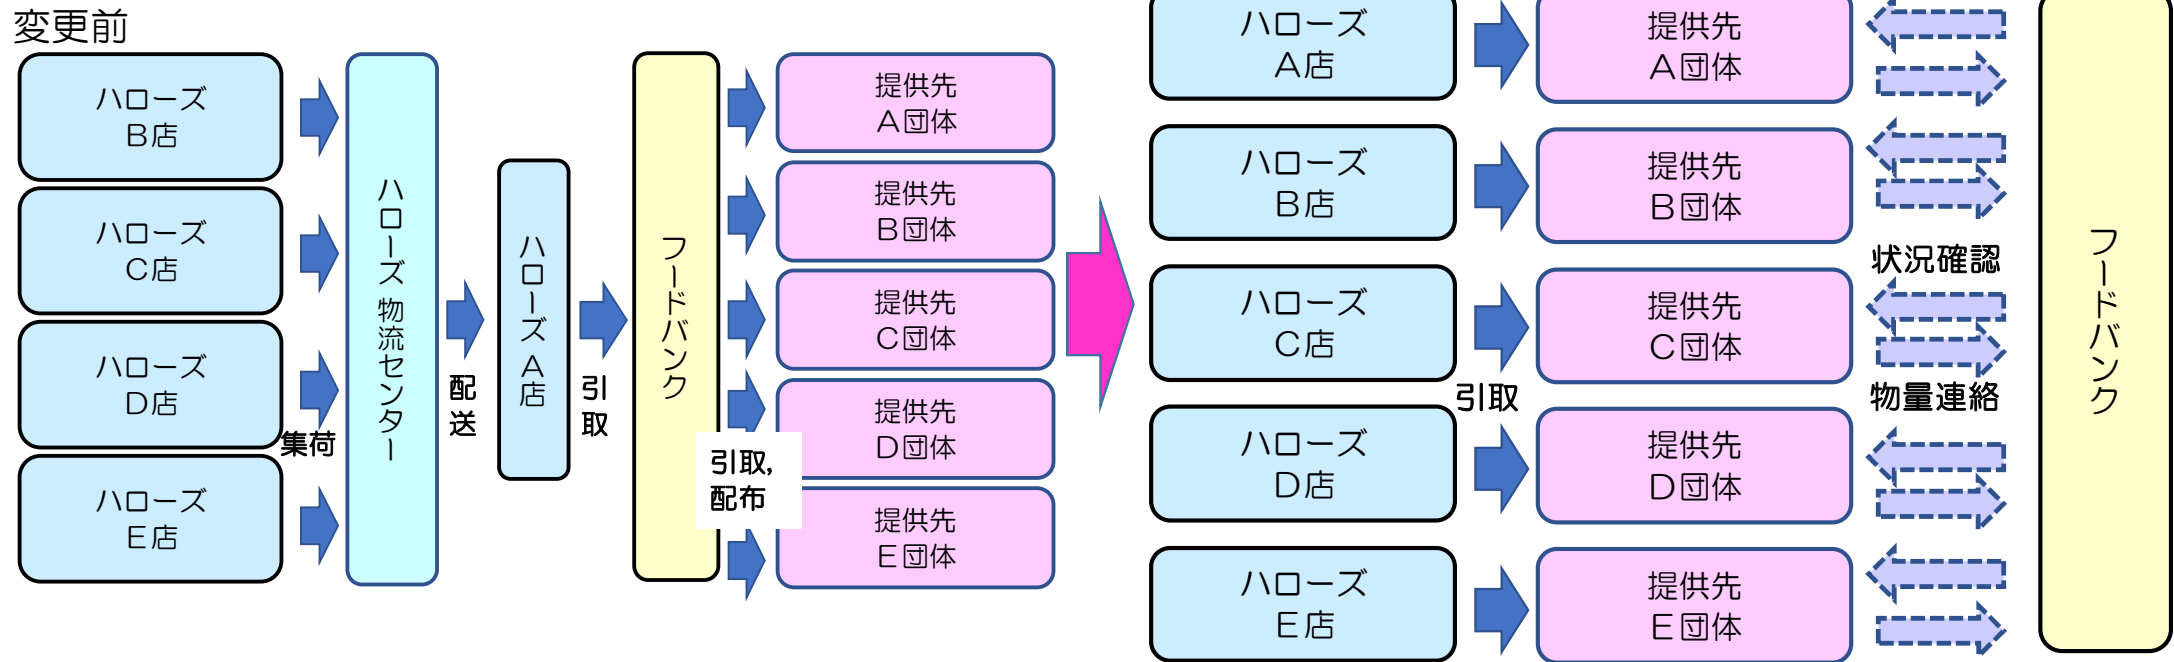 変更前
ハローズ
B店
ハローズ
C店
ハローズ
D店
ハローズ
E店
集荷
ハローズ 物流センター
配
送
ハローズ A店
引
取
フードバンク
引取,
配布
提供先
A団体
提供先
B団体
提供先
C団体
提供先
D団体
提供先
E団体
ハローズ
A店
ハローズ
B店
ハローズ
C店
ハローズ
D店
ハローズ
E店
引取
提供先
A団体
提供先
B団体
提供先
C団体
提供先
D団体
提供先
E団体
状況確認
物量連絡
フードバンク